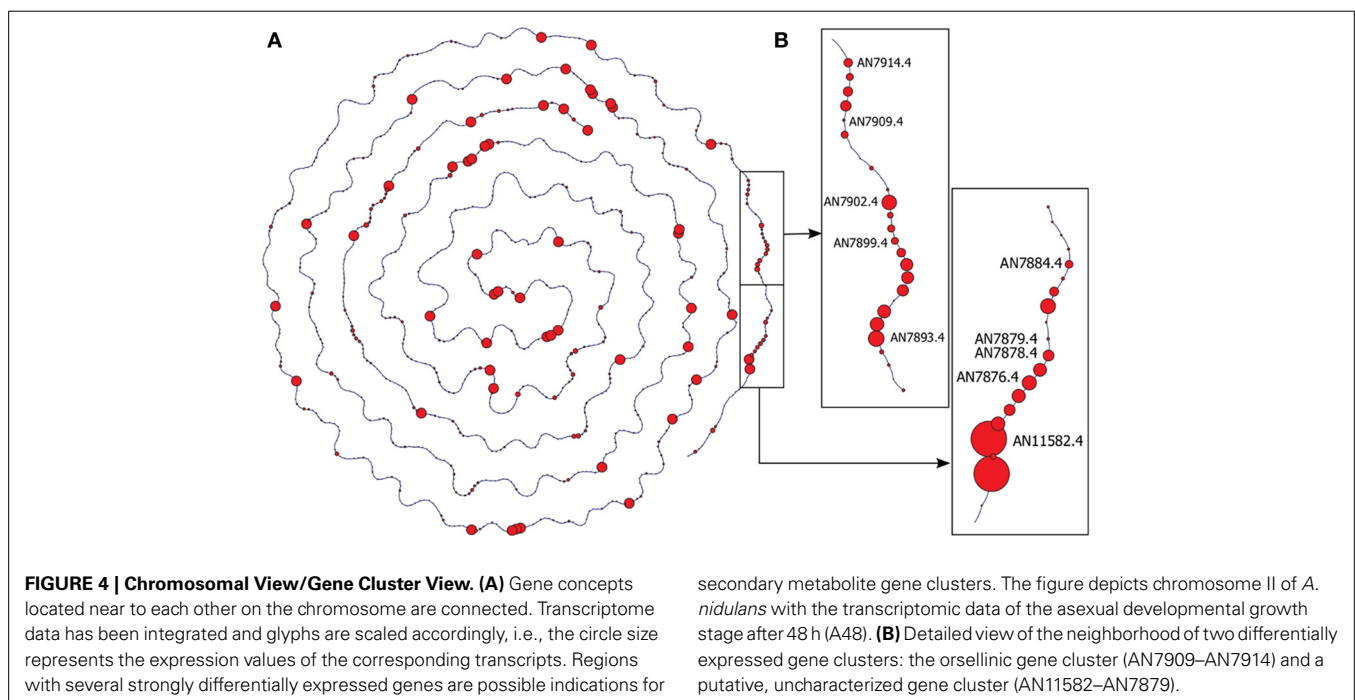 A
B
AN7914.4
AN7909.4
AN7902.4
AN7899.4
AN7893.4
AN7884.4
AN7879.4
AN7878.4
AN7876.4
AN11582.4
FIGURE 4 | Chromosomal View/Gene Cluster View. (A) Gene concepts
located near to each other on the chromosome are connected. Transcriptome
data has been integrated and glyphs are scaled accordingly, i.e., the circle size
represents the expression values of the corresponding transcripts. Regions
with several strongly differentially expressed genes are possible indications for
secondary metabolite gene clusters. The figure depicts chromosome II of A.
nidulans with the transcriptomic data of the asexual developmental growth
stage after 48 h (A48). (B) Detailed view of the neighborhood of two differentially
expressed gene clusters: the orsellinic gene cluster (AN7909–AN7914) and a
putative, uncharacterized gene cluster (AN11582–AN7879).